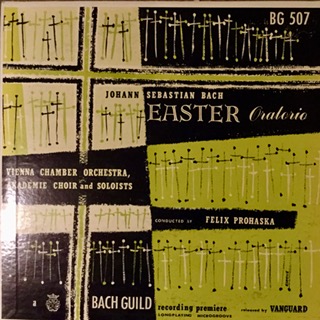 BG 507
JOHANN SEBASTIAN BACH
EASTER Oratorio
VIENNA CHAMBER ORCHESTRA,
AKADEMIE CHOIR and SOLOISTS
CONDUCTED BY FELIX PROHASKA
a BACH GUILD recording premiere released by VANGUARD
LONGPLAYING MICROGROOVE